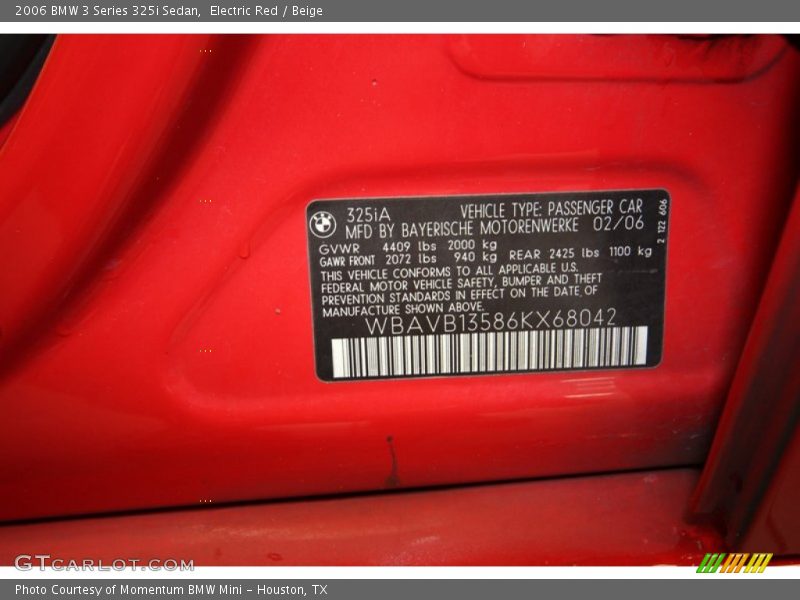 2006 BMW 3 Series 325i Sedan,  Electric Red / Beige
325iA VEHICLE TYPE: PASSENGER CAR
MFD BY BAYERISCHE MOTORENWERKE 02/06
GVWR 4409 lbs 2000 kg
GAWR FRONT 2072 lbs 940 kg REAR 2425 lbs 1100 kg
THIS VEHICLE CONFORMS TO ALL APPLICABLE U.S.
FEDERAL MOTOR VEHICLE SAFETY, BUMPER AND THEFT
PREVENTION STANDARDS IN EFFECT ON THE DATE OF
MANUFACTURE SHOWN ABOVE.
WBAVB13586KX68042
2 122 606
GTCARLOT.COM
Photo Courtesy of Momentum BMW Mini - Houston, TX